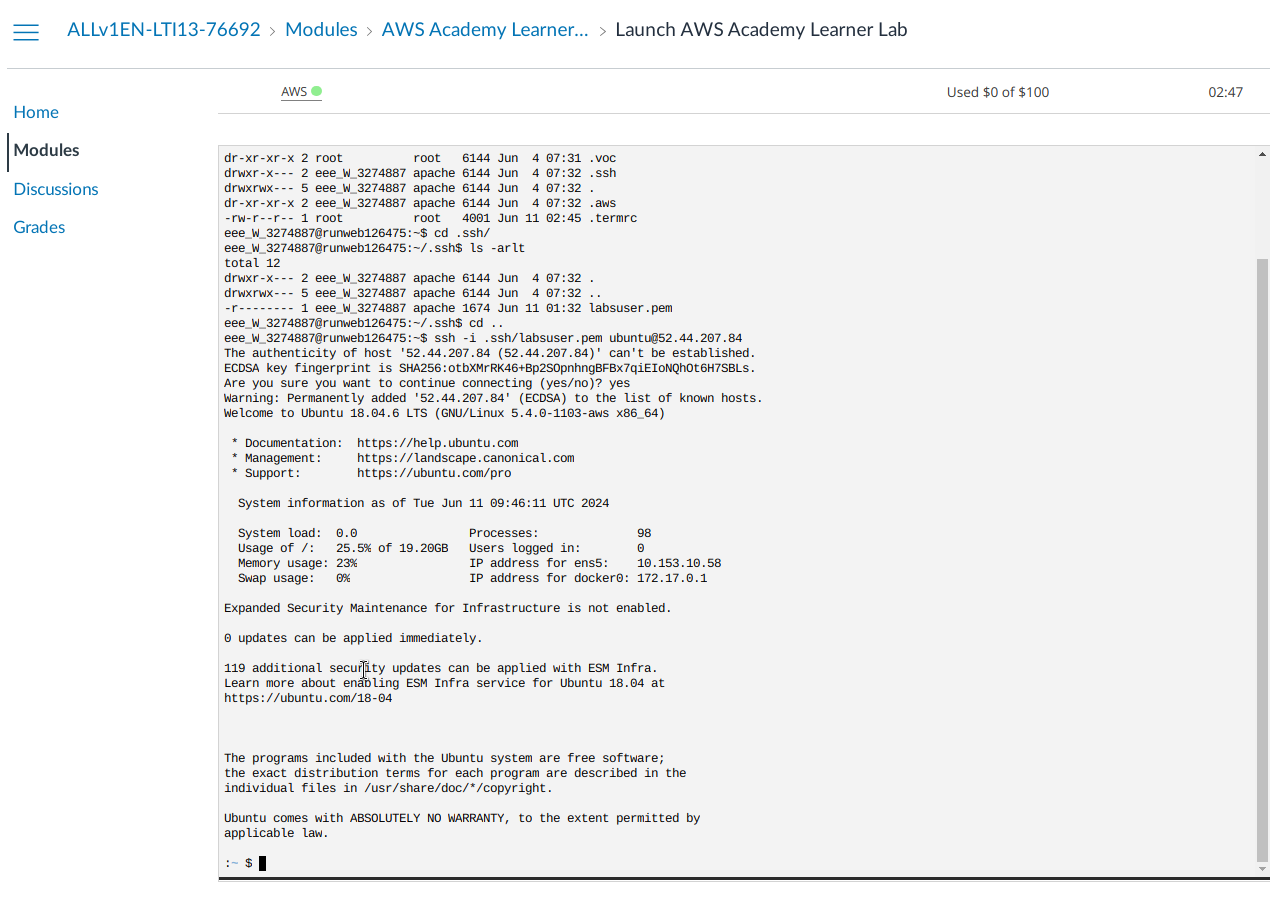 ALLv1EN-LTI13-76692 > Modules > AWS Academy Learner... > Launch AWS Academy Learner Lab
AWS Used $0 of $100 02:47
Home
Modules
Discussions
Grades
dr-xr-xr-x 2 root          root   6144 Jun  4 07:31 .voc
drwxr-x--- 2 eee_W_3274887 apache 6144 Jun  4 07:32 .ssh
drwxrwx--- 5 eee_W_3274887 apache 6144 Jun  4 07:32 .
dr-xr-xr-x 2 eee_W_3274887 apache 6144 Jun  4 07:32 .aws
-rw-r--r-- 1 root          root   4001 Jun 11 02:45 .termrc
eee_W_3274887@runweb126475:~$ cd .ssh/
eee_W_3274887@runweb126475:~/.ssh$ ls -arlt
total 12
drwxr-x--- 2 eee_W_3274887 apache 6144 Jun  4 07:32 .
drwxrwx--- 5 eee_W_3274887 apache 6144 Jun  4 07:32 ..
-r-------- 1 eee_W_3274887 apache 1674 Jun 11 01:32 labsuser.pem
eee_W_3274887@runweb126475:~/.ssh$ cd ..
eee_W_3274887@runweb126475:~$ ssh -i .ssh/labsuser.pem ubuntu@52.44.207.84
The authenticity of host '52.44.207.84 (52.44.207.84)' can't be established.
ECDSA key fingerprint is SHA256:otbXMrRK46+Bp2SOpnhngBFBx7qiEIoNQhOt6H7SBLs.
Are you sure you want to continue connecting (yes/no)? yes
Warning: Permanently added '52.44.207.84' (ECDSA) to the list of known hosts.
Welcome to Ubuntu 18.04.6 LTS (GNU/Linux 5.4.0-1103-aws x86_64)
 * Documentation:  https://help.ubuntu.com
 * Management:     https://landscape.canonical.com
 * Support:        https://ubuntu.com/pro
  System information as of Tue Jun 11 09:46:11 UTC 2024
  System load:  0.0                Processes:              98
  Usage of /:   25.5% of 19.20GB   Users logged in:        0
  Memory usage: 23%                IP address for ens5:    10.153.10.58
  Swap usage:   0%                 IP address for docker0: 172.17.0.1
Expanded Security Maintenance for Infrastructure is not enabled.
0 updates can be applied immediately.
119 additional security updates can be applied with ESM Infra.
Learn more about enabling ESM Infra service for Ubuntu 18.04 at
https://ubuntu.com/18-04
The programs included with the Ubuntu system are free software;
the exact distribution terms for each program are described in the
individual files in /usr/share/doc/*/copyright.
Ubuntu comes with ABSOLUTELY NO WARRANTY, to the extent permitted by
applicable law.
:~ $